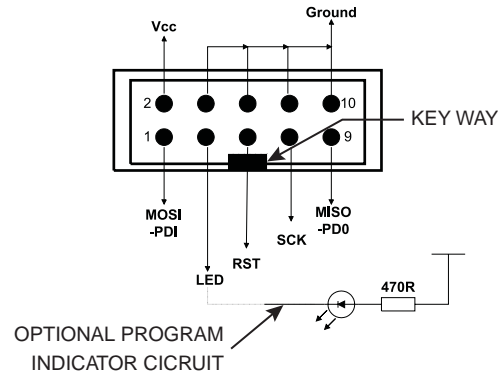 Ground
Vcc
2
10
1
9
KEY WAY
MOSI
-PDI
MISO
-PD0
SCK
RST
LED
470R
OPTIONAL PROGRAM
INDICATOR CICRUIT